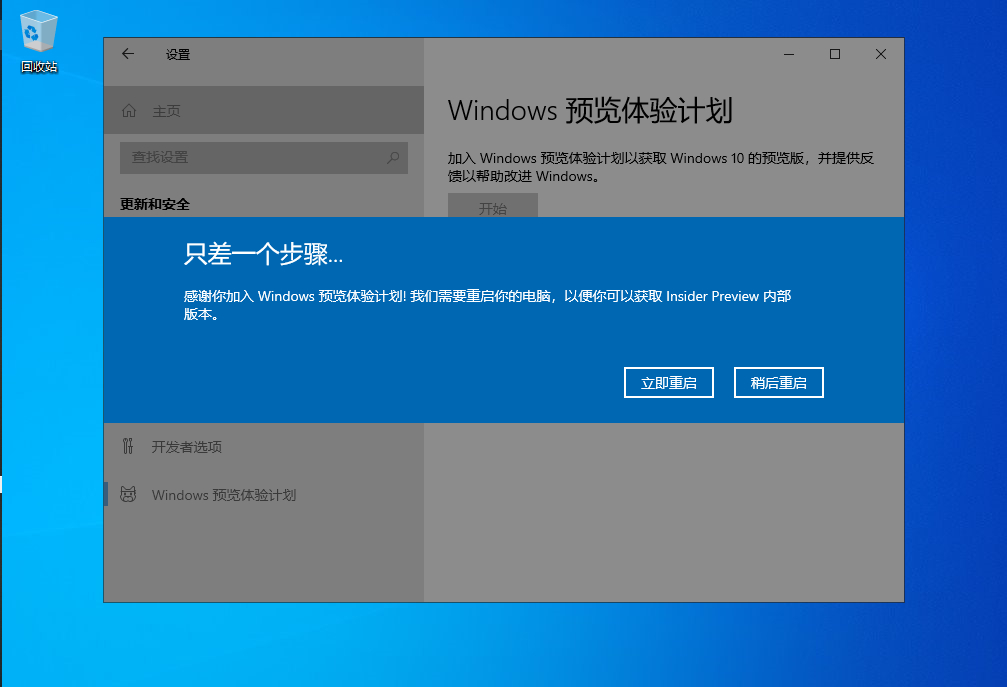 回收站
设置
主页
查找设置
更新和安全
Windows 预览体验计划
加入 Windows 预览体验计划以获取 Windows 10 的预览版，并提供反
馈以帮助改进 Windows。
开始
只差一个步骤...
感谢你加入 Windows 预览体验计划! 我们需要重启你的电脑，以便你可以获取 Insider Preview 内部
版本。
立即重启
稍后重启
开发者选项
Windows 预览体验计划